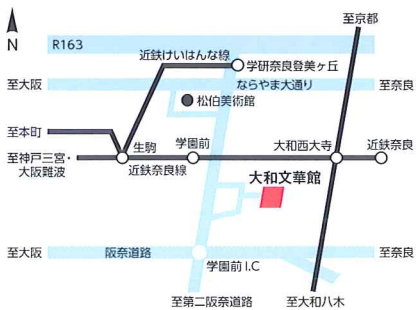 至京都
N
R163
近鉄けいはんな線
学研奈良登美ヶ丘
至大阪
ならやま大通り
至奈良
松伯美術館
至本町
生駒
学園前
大和西大寺
近鉄奈良
至神戸三宮・
大阪難波
近鉄奈良線
大和文華館
至大阪
阪奈道路
至奈良
学園前 I.C
至第二阪奈道路
至大和八木